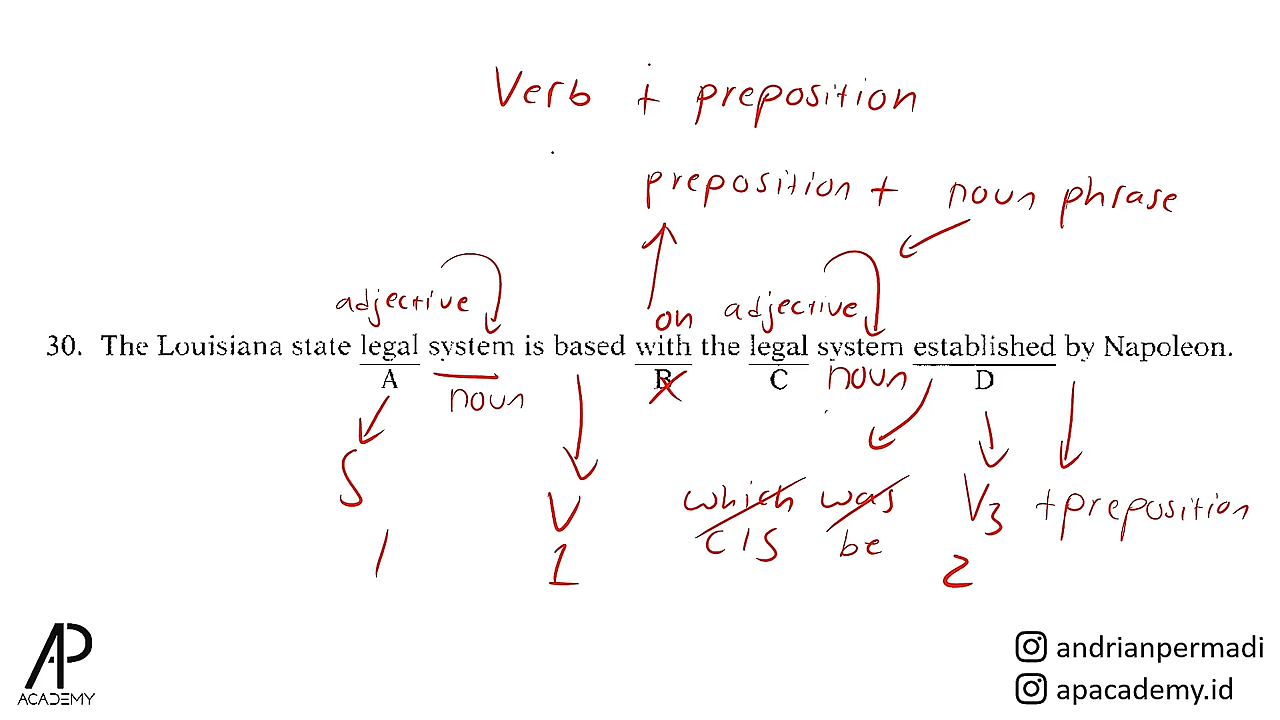 Verb + preposition
preposition + noun phrase
adjective on adjective
30. The Louisiana state legal system is based with the legal system established by Napoleon.
A B C noun D
noun
S
V which was V3 +preposition
C/S be
1 1 2
AP
ACADEMY
andrianpermadi
apacademy.id